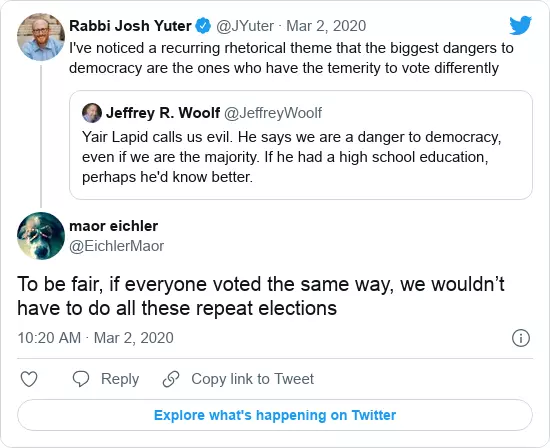 Rabbi Josh Yuter @JYuter · Mar 2, 2020
I've noticed a recurring rhetorical theme that the biggest dangers to
democracy are the ones who have the temerity to vote differently
Jeffrey R. Woolf @JeffreyWoolf
Yair Lapid calls us evil. He says we are a danger to democracy,
even if we are the majority. If he had a high school education,
perhaps he'd know better.
maor eichler
@EichlerMaor
To be fair, if everyone voted the same way, we wouldn’t
have to do all these repeat elections
10:20 AM · Mar 2, 2020
Reply Copy link to Tweet
Explore what's happening on Twitter